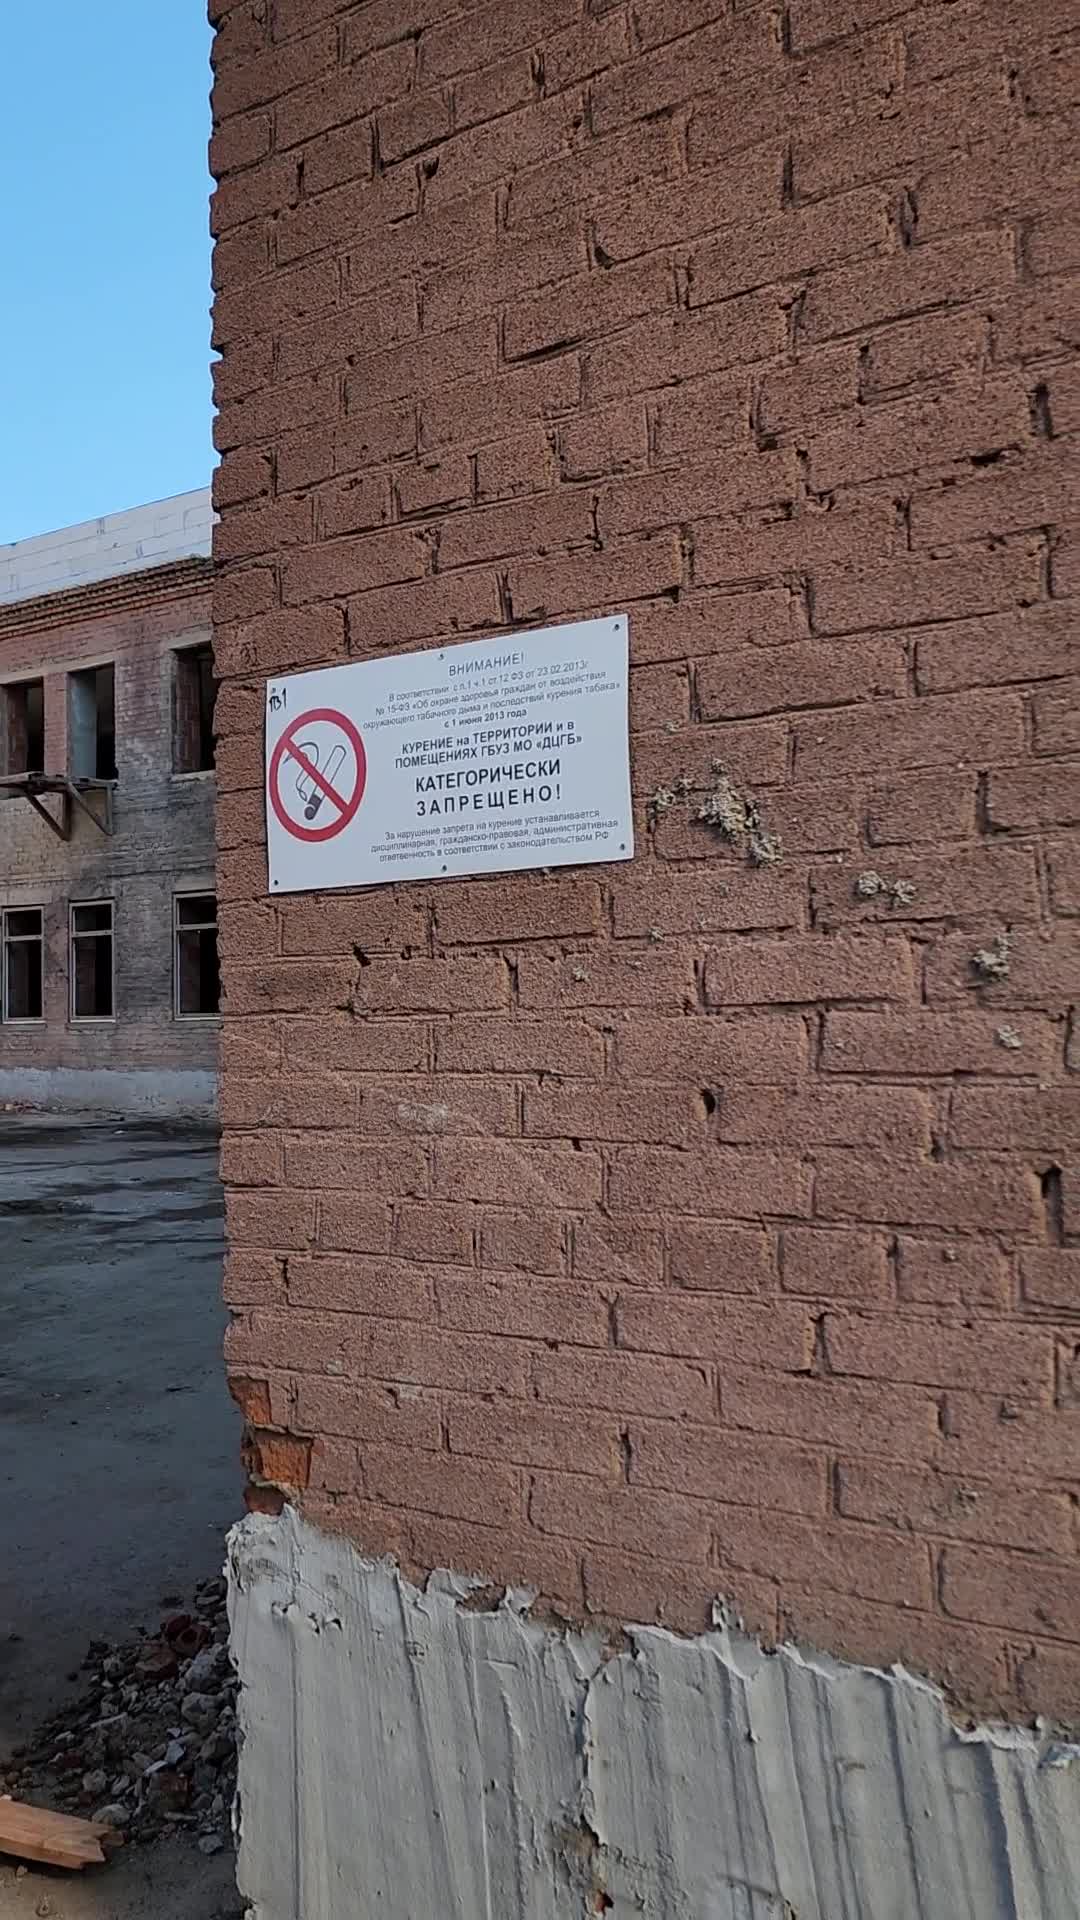 ПЗ1
ВНИМАНИЕ!
В соответствии с п.1 ч.1 ст.12 ФЗ от 23.02.2013г
№ 15-ФЗ «Об охране здоровья граждан от воздействия
окружающего табачного дыма и последствий курения табака»
с 1 июня 2013 года
КУРЕНИЕ на ТЕРРИТОРИИ и в
ПОМЕЩЕНИЯХ ГБУЗ МО «ДЦГБ»
КАТЕГОРИЧЕСКИ
ЗАПРЕЩЕНО!
За нарушение запрета на курение устанавливается
дисциплинарная, гражданско-правовая, административная
ответвенность в соответствии с законодательством РФ